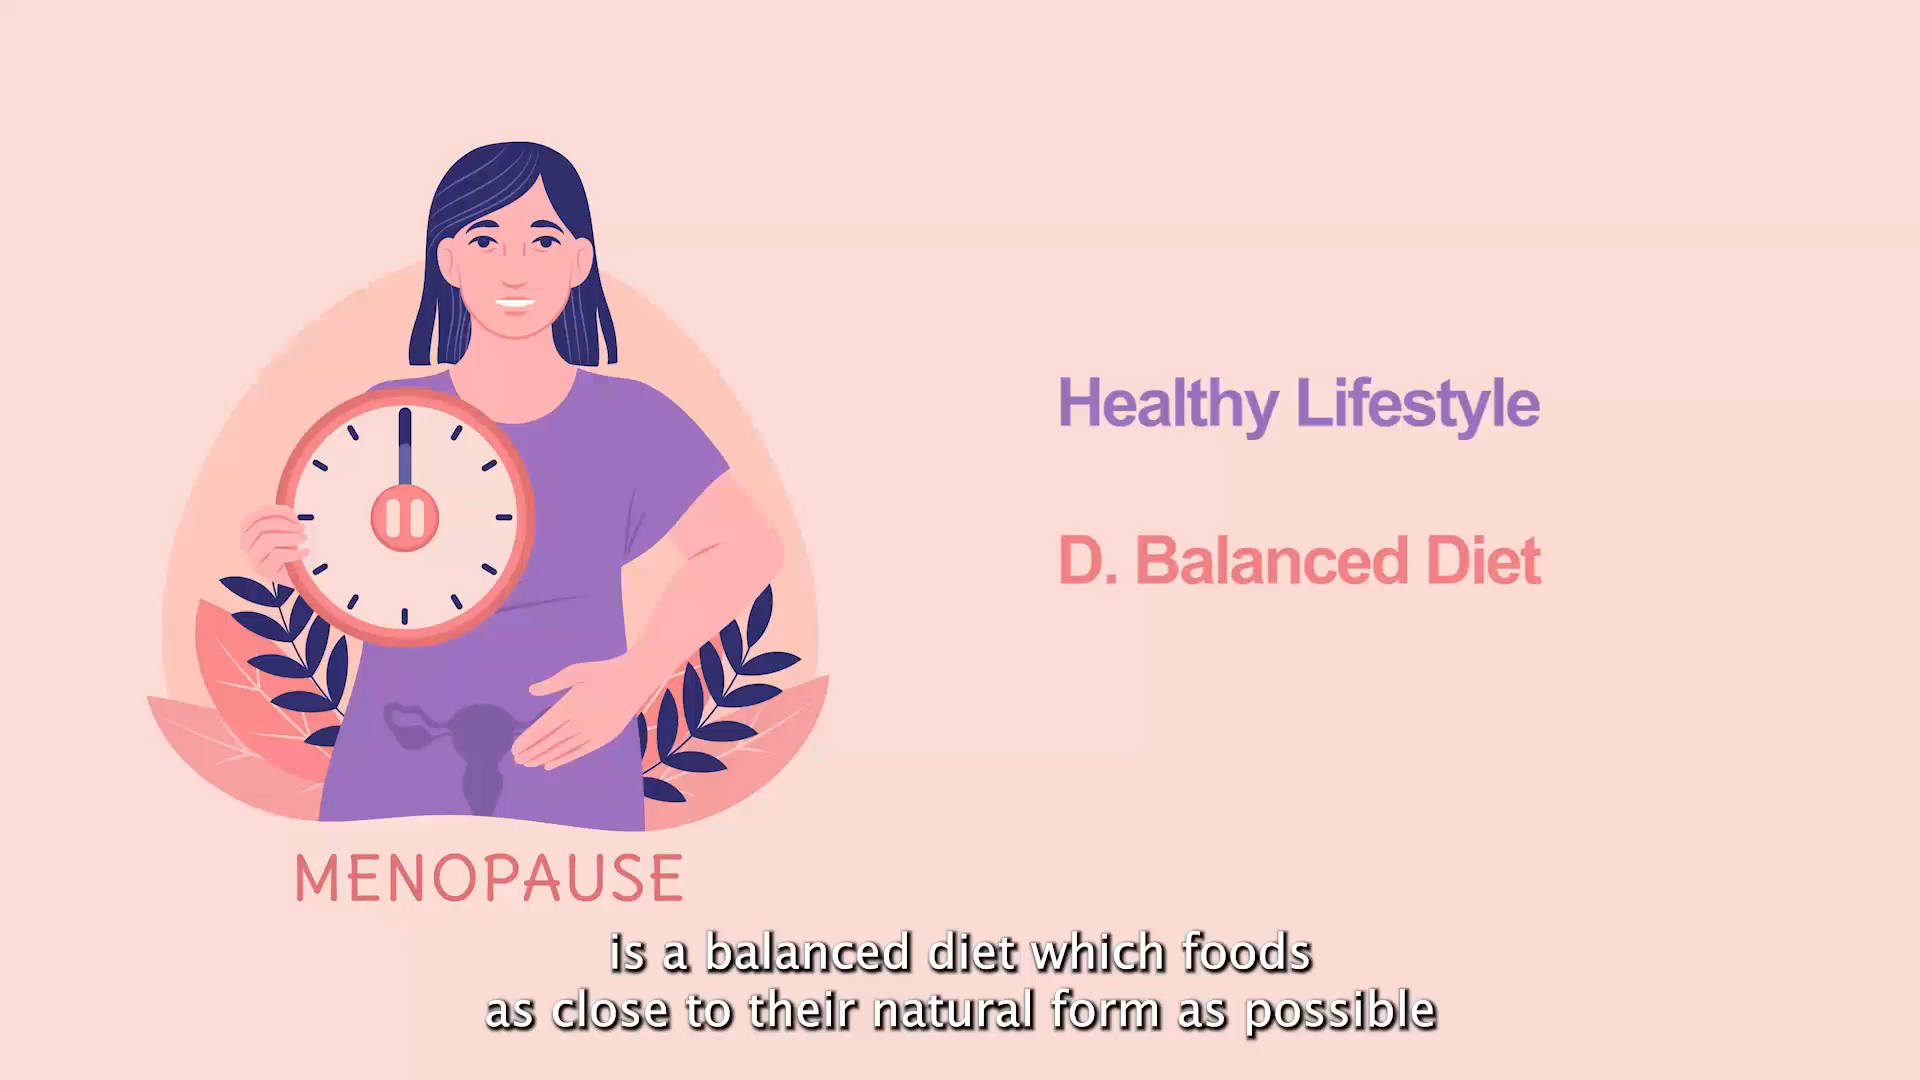 Healthy Lifestyle
D. Balanced Diet
MENOPAUSE
is a balanced diet which foods
as close to their natural form as possible